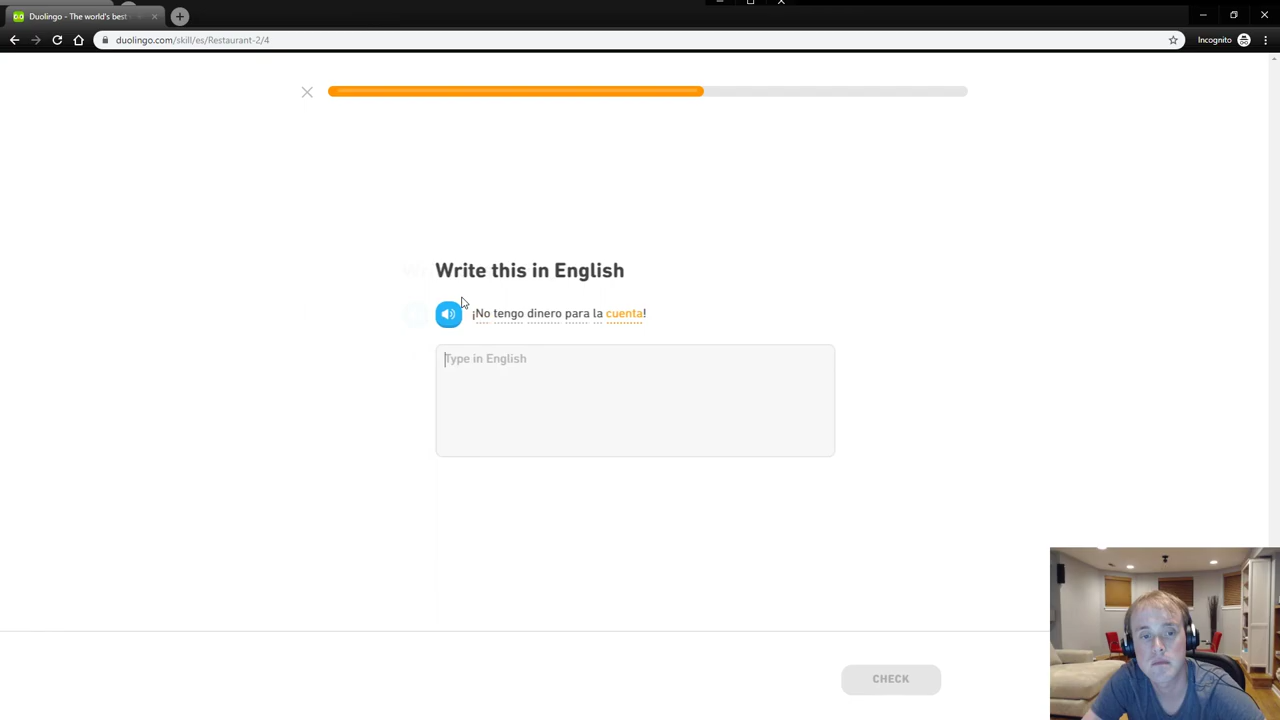 Duolingo - The world's best
duolingo.com/skill/es/Restaurant-2/4
Incognito
Write this in English
¡No tengo dinero para la cuenta!
Type in English
CHECK